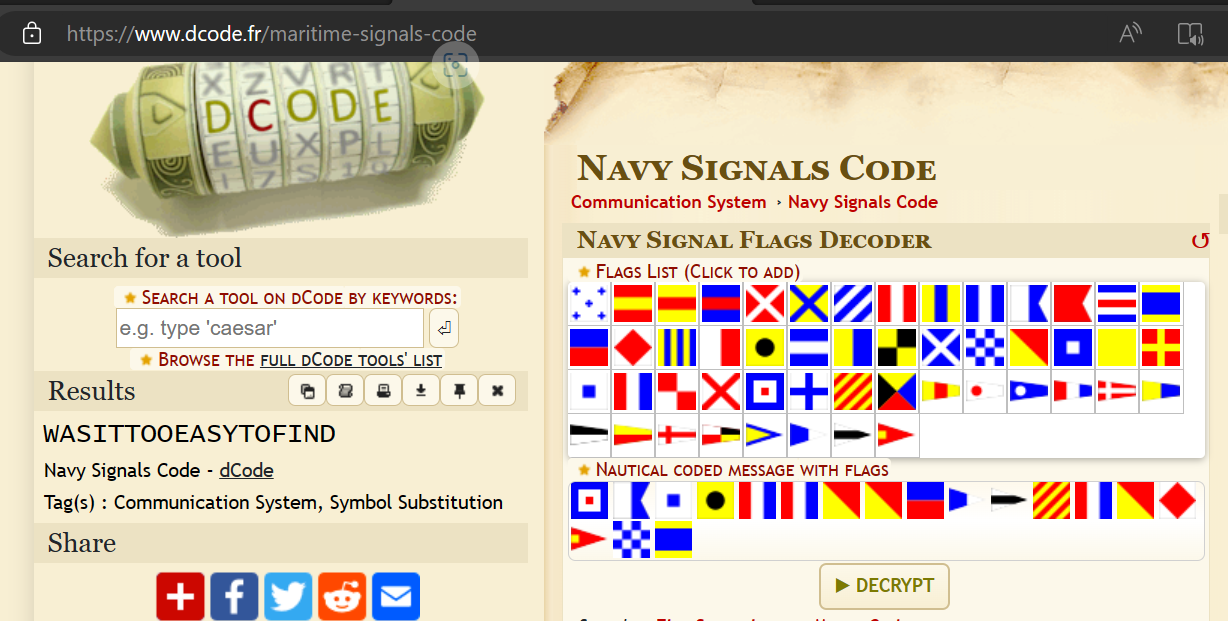 https://www.dcode.fr/maritime-signals-code
X Z V R T
D C O D E
E U X P L
I 7 S 1 0
Search for a tool
Search a tool on dCode by keywords:
e.g. type 'caesar'
Browse the full dCode tools' list
Results
WASITTOOEASYTOFIND
Navy Signals Code - dCode
Tag(s) : Communication System, Symbol Substitution
Share
Navy Signals Code
Communication System › Navy Signals Code
Navy Signal Flags Decoder
Flags List (Click to add)
Nautical coded message with flags
DECRYPT